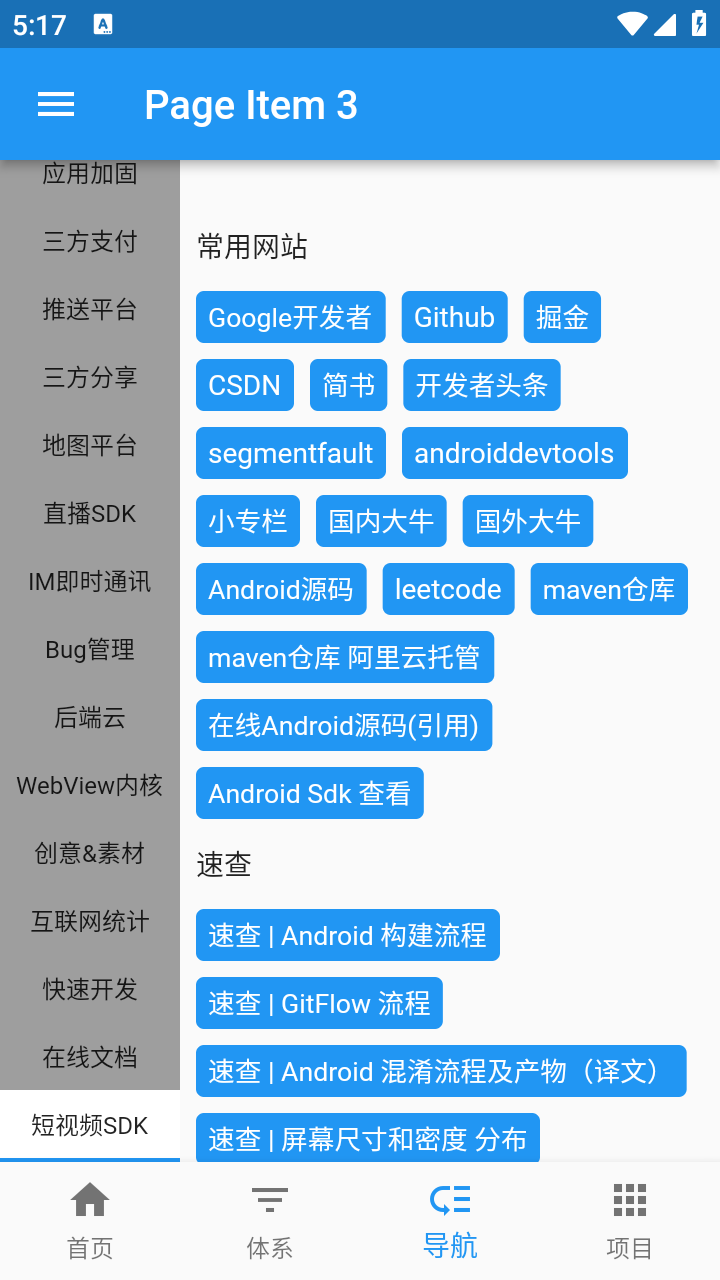 5:17
Page Item 3
应用加固
三方支付
推送平台
三方分享
地图平台
直播SDK
IM即时通讯
Bug管理
后端云
WebView内核
创意&素材
互联网统计
快速开发
在线文档
短视频SDK
常用网站
Google开发者 Github 掘金
CSDN 简书 开发者头条
segmentfault androiddevtools
小专栏 国内大牛 国外大牛
Android源码 leetcode maven仓库
maven仓库 阿里云托管
在线Android源码(引用)
Android Sdk 查看
速查
速查 | Android 构建流程
速查 | GitFlow 流程
速查 | Android 混淆流程及产物（译文）
速查 | 屏幕尺寸和密度 分布
首页 体系 导航 项目